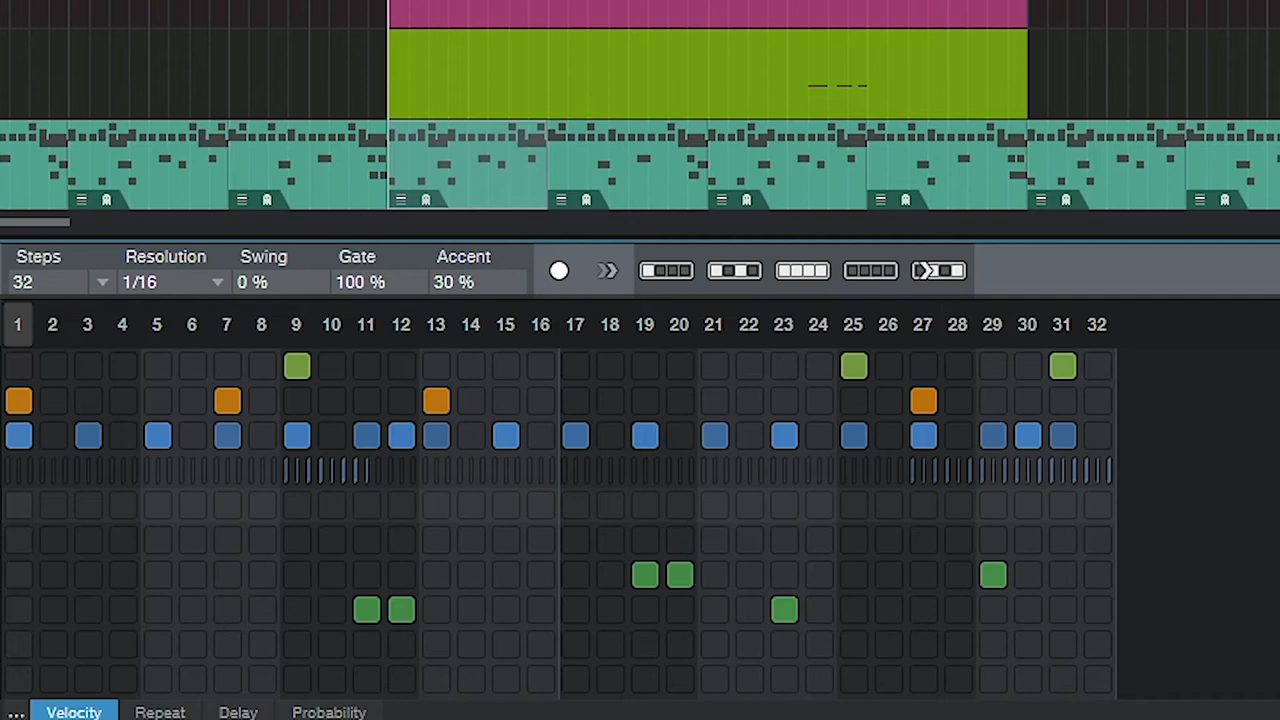 Steps Resolution Swing Gate Accent
32 1/16 0 % 100 % 30 %
1 2 3 4 5 6 7 8 9 10 11 12 13 14 15 16 17 18 19 20 21 22 23 24 25 26 27 28 29 30 31 32
... Velocity Repeat Delay Probability